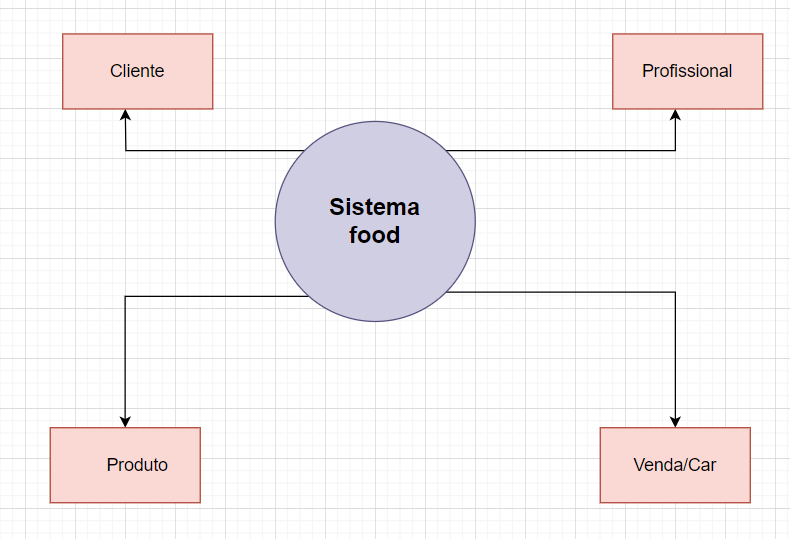 Cliente
Profissional
Sistema
food
Produto
Venda/Car